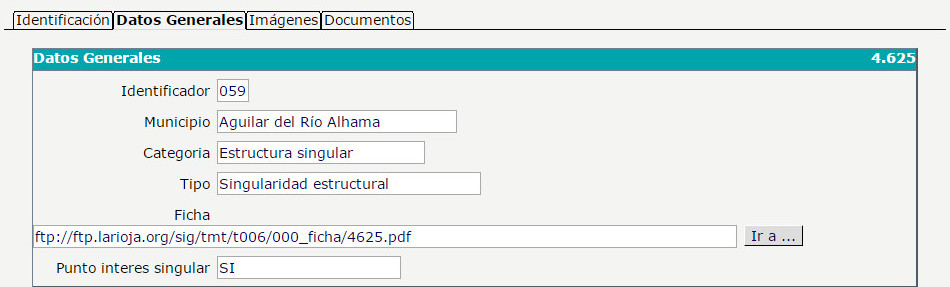 Identificación Datos Generales Imágenes Documentos
Datos Generales 4.625
Identificador 059
Municipio Aguilar del Río Alhama
Categoria Estructura singular
Tipo Singularidad estructural
Ficha
ftp://ftp.larioja.org/sig/tmt/t006/000_ficha/4625.pdf Ir a ...
Punto interes singular SI